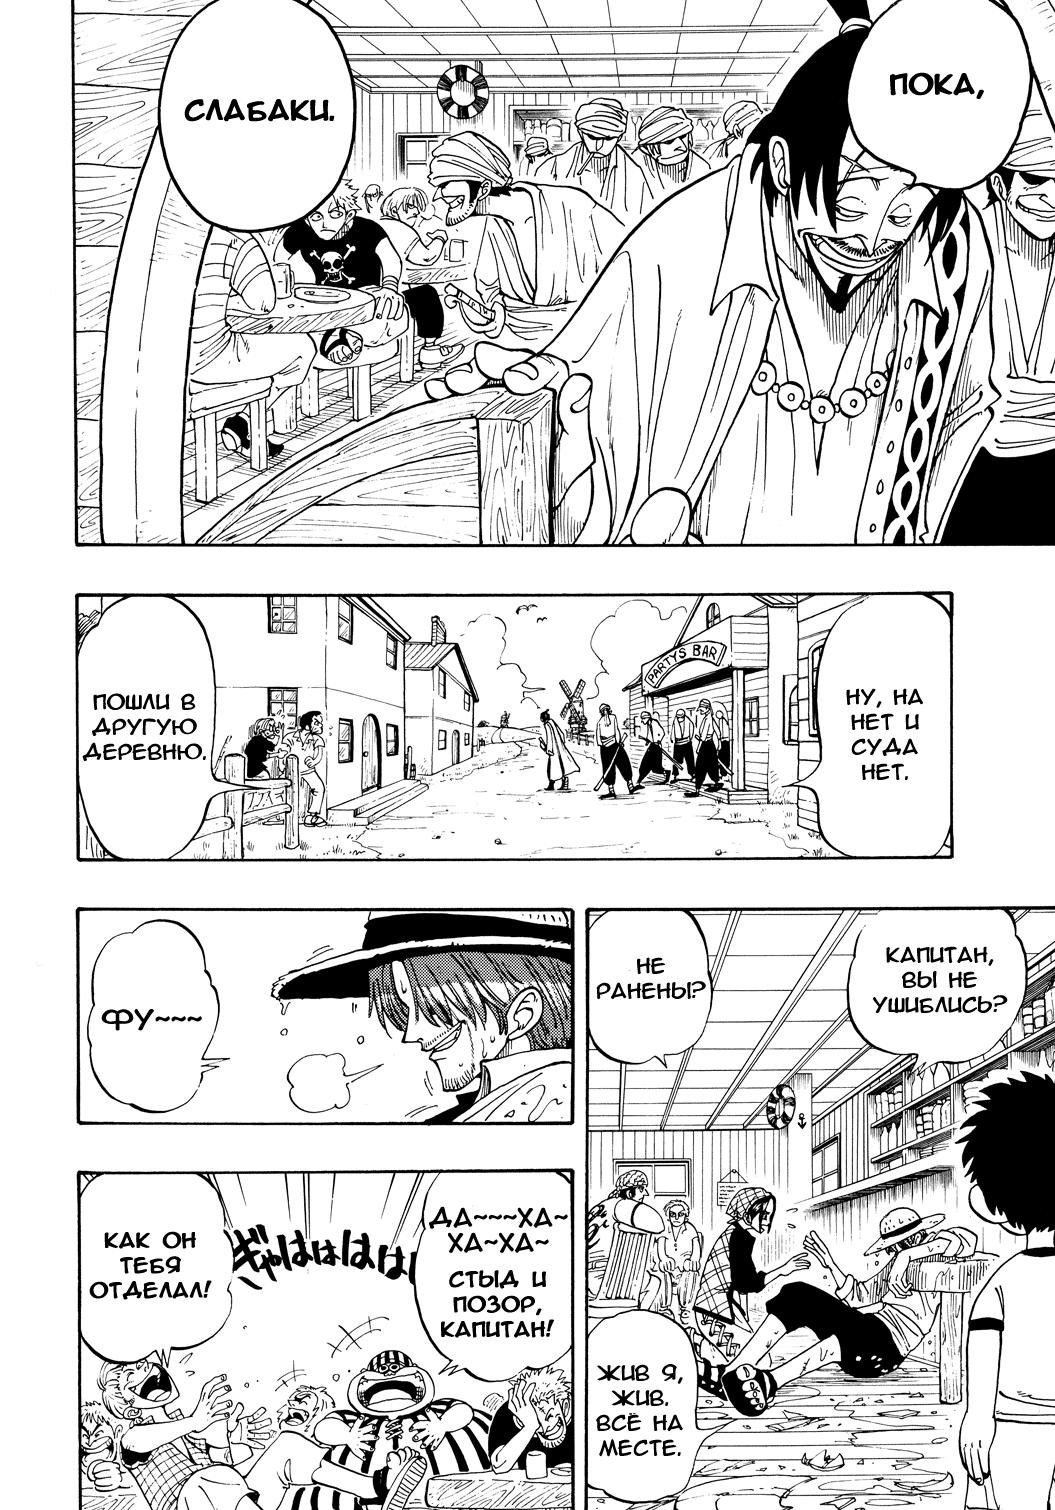 ПОКА,
СЛАБАКИ.
PARTYS BAR
НУ, НА
НЕТ И
СУДА
НЕТ.
ПОШЛИ В
ДРУГУЮ
ДЕРЕВНЮ.
КАПИТАН,
ВЫ НЕ
УШИБЛИСЬ?
НЕ
РАНЕНЫ?
ЖИВ Я,
ЖИВ.
ВСЁ НА
МЕСТЕ.
ФУ~~~
ДА~~~ХА~
ХА~ХА~
СТЫД И
ПОЗОР,
КАПИТАН!
ぎゃはははは
КАК ОН
ТЕБЯ
ОТДЕЛАЛ!